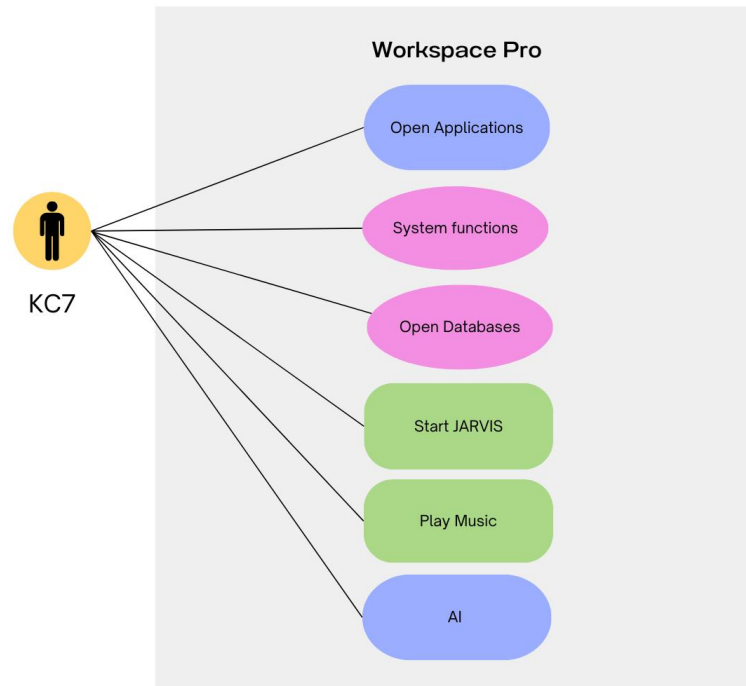 Workspace Pro
Open Applications
System functions
KC7
Open Databases
Start JARVIS
Play Music
AI